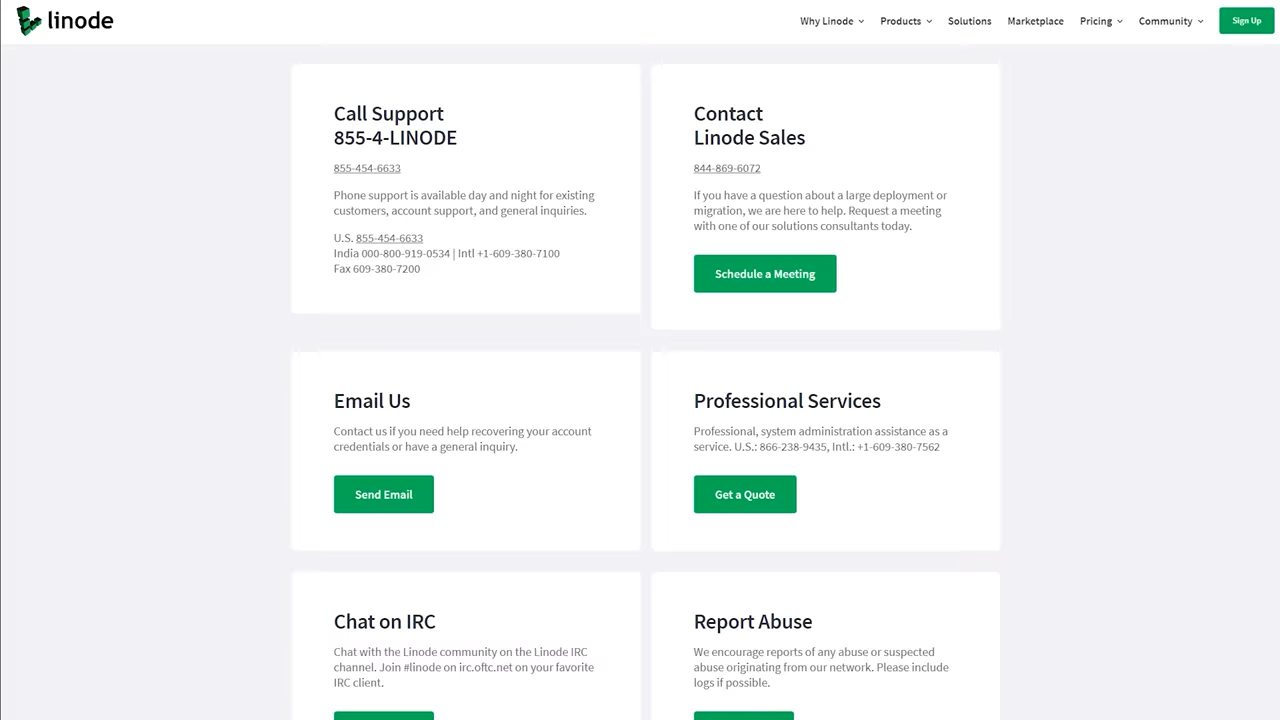 linode
Why Linode
Products
Solutions
Marketplace
Pricing
Community
Sign Up
Call Support
855-4-LINODE
855-454-6633
Phone support is available day and night for existing
customers, account support, and general inquiries.
U.S. 855-454-6633
India 000-800-919-0534 | Intl +1-609-380-7100
Fax 609-380-7200
Contact
Linode Sales
844-869-6072
If you have a question about a large deployment or
migration, we are here to help. Request a meeting
with one of our solutions consultants today.
Schedule a Meeting
Email Us
Contact us if you need help recovering your account
credentials or have a general inquiry.
Send Email
Professional Services
Professional, system administration assistance as a
service. U.S.: 866-238-9435, Intl.: +1-609-380-7562
Get a Quote
Chat on IRC
Chat with the Linode community on the Linode IRC
channel. Join #linode on irc.oftc.net on your favorite
IRC client.
Report Abuse
We encourage reports of any abuse or suspected
abuse originating from our network. Please include
logs if possible.